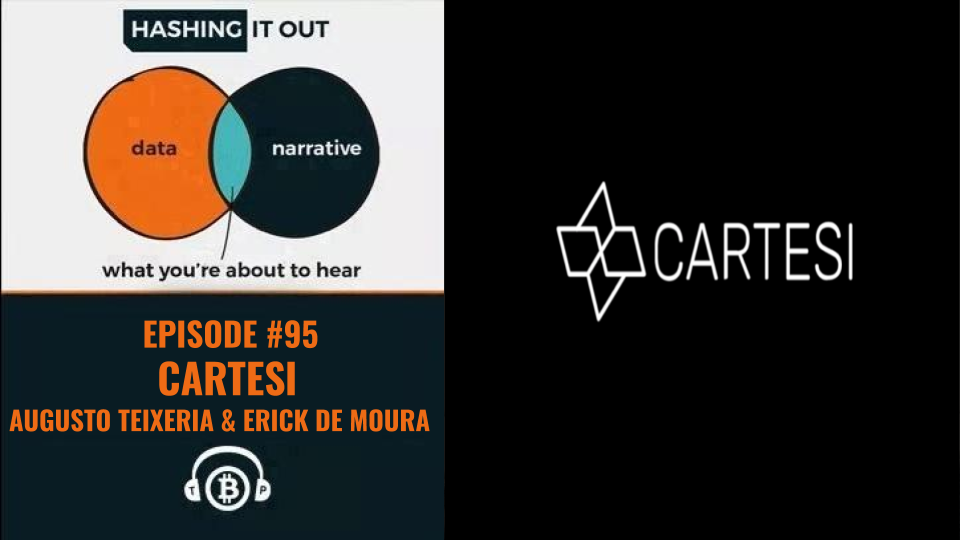 HASHING IT OUT
data
narrative
what you're about to hear
EPISODE #95
CARTESI
AUGUSTO TEIXERIA & ERICK DE MOURA
T P
CARTESI